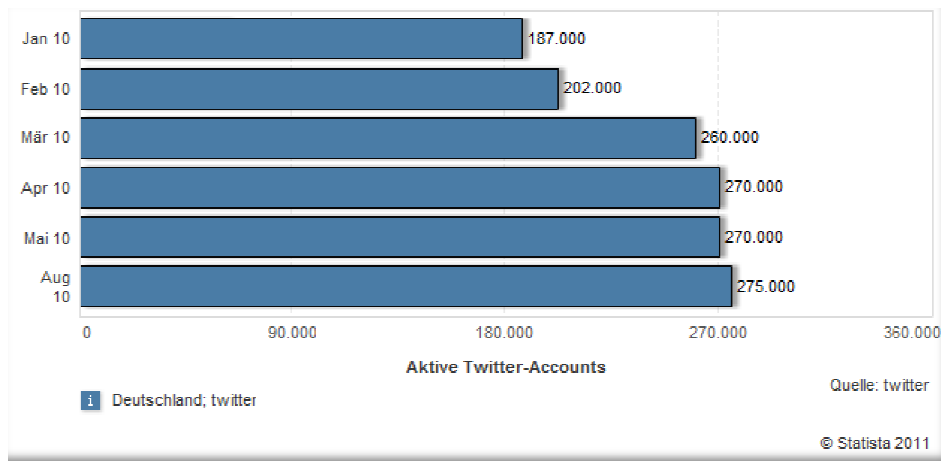 Jan 10
187.000
Feb 10
202.000
Mär 10
260.000
Apr 10
270.000
Mai 10
270.000
Aug
10
275.000
0 90.000 180.000 270.000 360.000
Aktive Twitter-Accounts
Quelle: twitter
i Deutschland; twitter
© Statista 2011